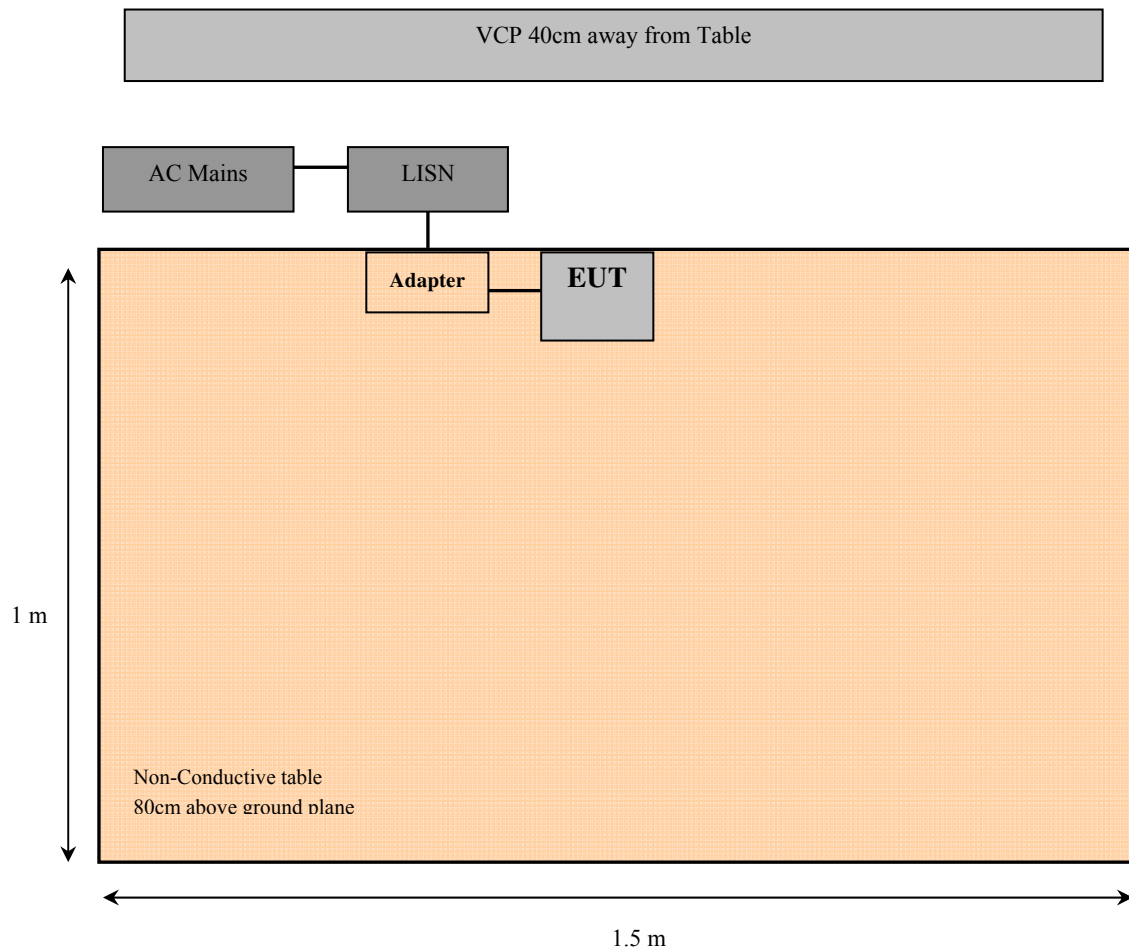 VCP 40cm away from Table
AC Mains
LISN
Adapter
EUT
1 m
Non-Conductive table
80cm above ground plane
1.5 m